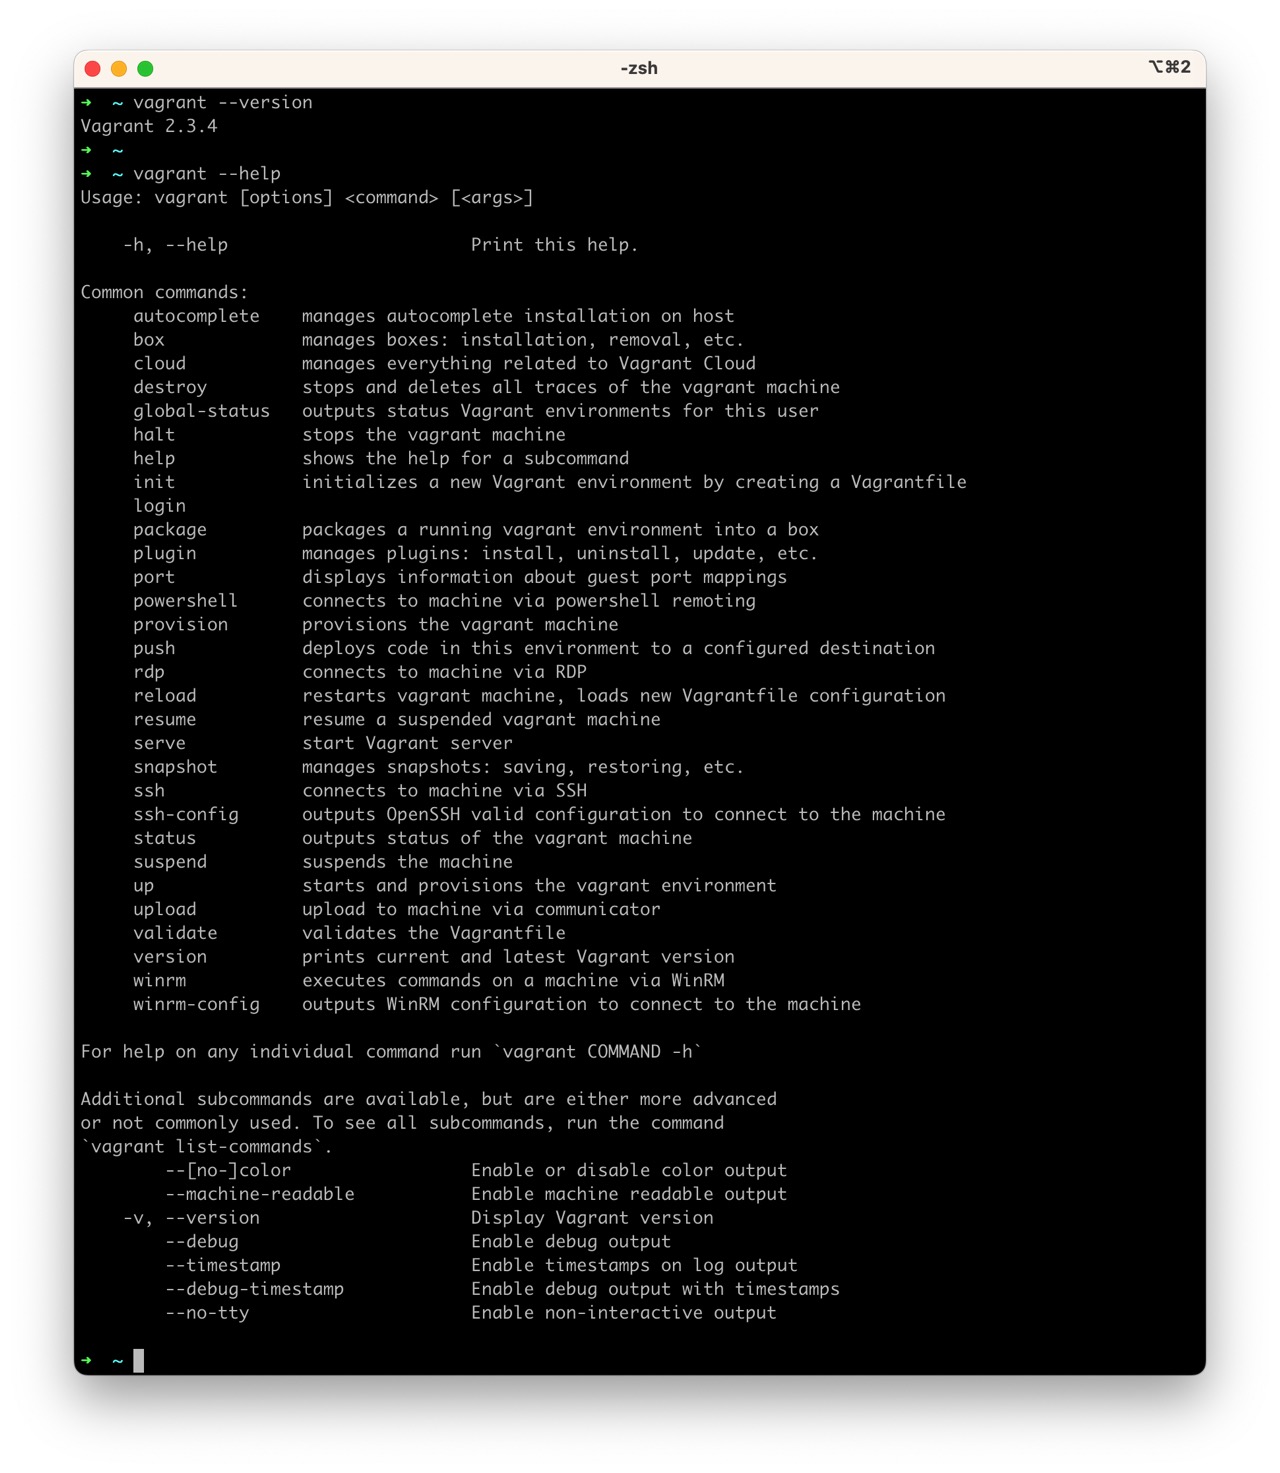 -zsh ⌥⌘2
➜  ~ vagrant --version
Vagrant 2.3.4
➜  ~
➜  ~ vagrant --help
Usage: vagrant [options] <command> [<args>]

    -h, --help                       Print this help.

Common commands:
     autocomplete    manages autocomplete installation on host
     box             manages boxes: installation, removal, etc.
     cloud           manages everything related to Vagrant Cloud
     destroy         stops and deletes all traces of the vagrant machine
     global-status   outputs status Vagrant environments for this user
     halt            stops the vagrant machine
     help            shows the help for a subcommand
     init            initializes a new Vagrant environment by creating a Vagrantfile
     login
     package         packages a running vagrant environment into a box
     plugin          manages plugins: install, uninstall, update, etc.
     port            displays information about guest port mappings
     powershell      connects to machine via powershell remoting
     provision       provisions the vagrant machine
     push            deploys code in this environment to a configured destination
     rdp             connects to machine via RDP
     reload          restarts vagrant machine, loads new Vagrantfile configuration
     resume          resume a suspended vagrant machine
     serve           start Vagrant server
     snapshot        manages snapshots: saving, restoring, etc.
     ssh             connects to machine via SSH
     ssh-config      outputs OpenSSH valid configuration to connect to the machine
     status          outputs status of the vagrant machine
     suspend         suspends the machine
     up              starts and provisions the vagrant environment
     upload          upload to machine via communicator
     validate        validates the Vagrantfile
     version         prints current and latest Vagrant version
     winrm           executes commands on a machine via WinRM
     winrm-config    outputs WinRM configuration to connect to the machine

For help on any individual command run `vagrant COMMAND -h`

Additional subcommands are available, but are either more advanced
or not commonly used. To see all subcommands, run the command
`vagrant list-commands`.
        --[no-]color                 Enable or disable color output
        --machine-readable           Enable machine readable output
    -v, --version                    Display Vagrant version
        --debug                      Enable debug output
        --timestamp                  Enable timestamps on log output
        --debug-timestamp            Enable debug output with timestamps
        --no-tty                     Enable non-interactive output

➜  ~